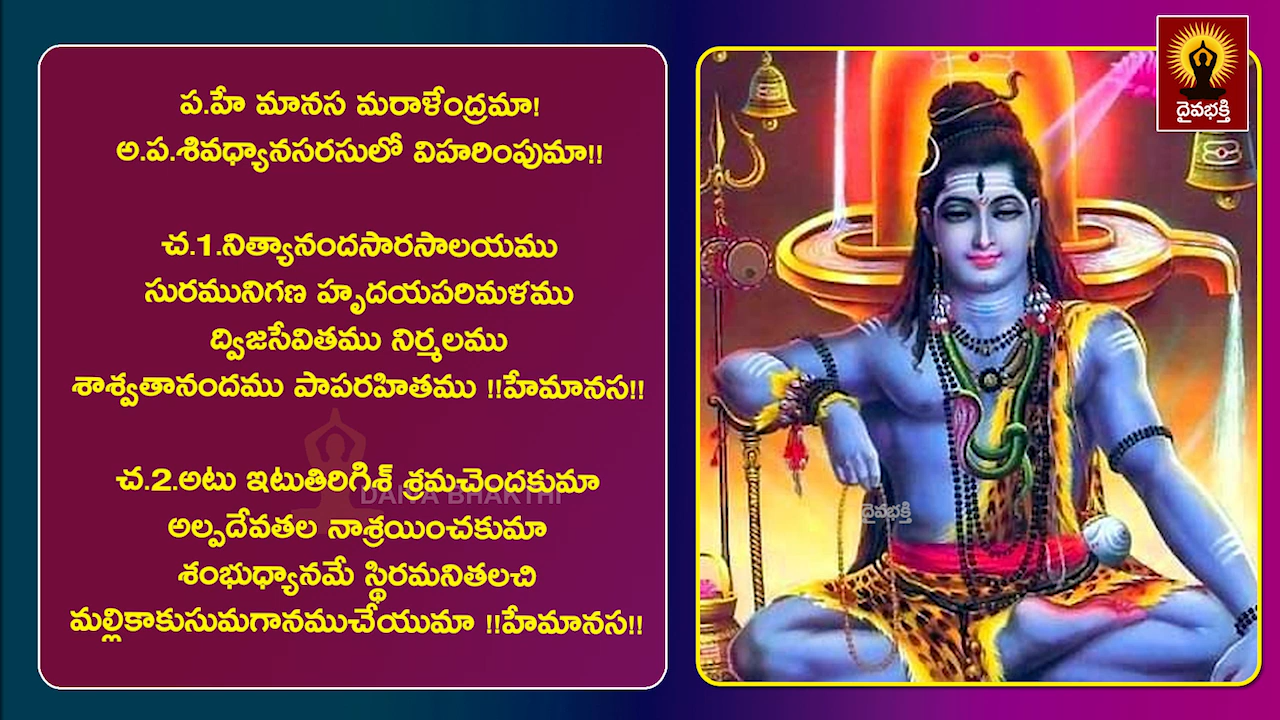 ప.హే మానస మరాళేంద్రమా!
అ.ప.శివధ్యానసరసులో విహరింపుమా!!
చ.1.నిత్యానందసారసాలయము
సురమునిగణ హృదయపరిమళము
ద్విజసేవితము నిర్మలము
శాశ్వతానందము పాపరహితము !!హేమానస!!
చ.2.అటు ఇటుతిరిగిశ్ శ్రమచెందకుమా
అల్పదేవతల నాశ్రయించకుమా
శంభుధ్యానమే స్థిరమనితలచి
మల్లికాకుసుమగానముచేయుమా !!హేమానస!!
DAIVA BHAKTHI
దైవభక్తి
దైవభక్తి